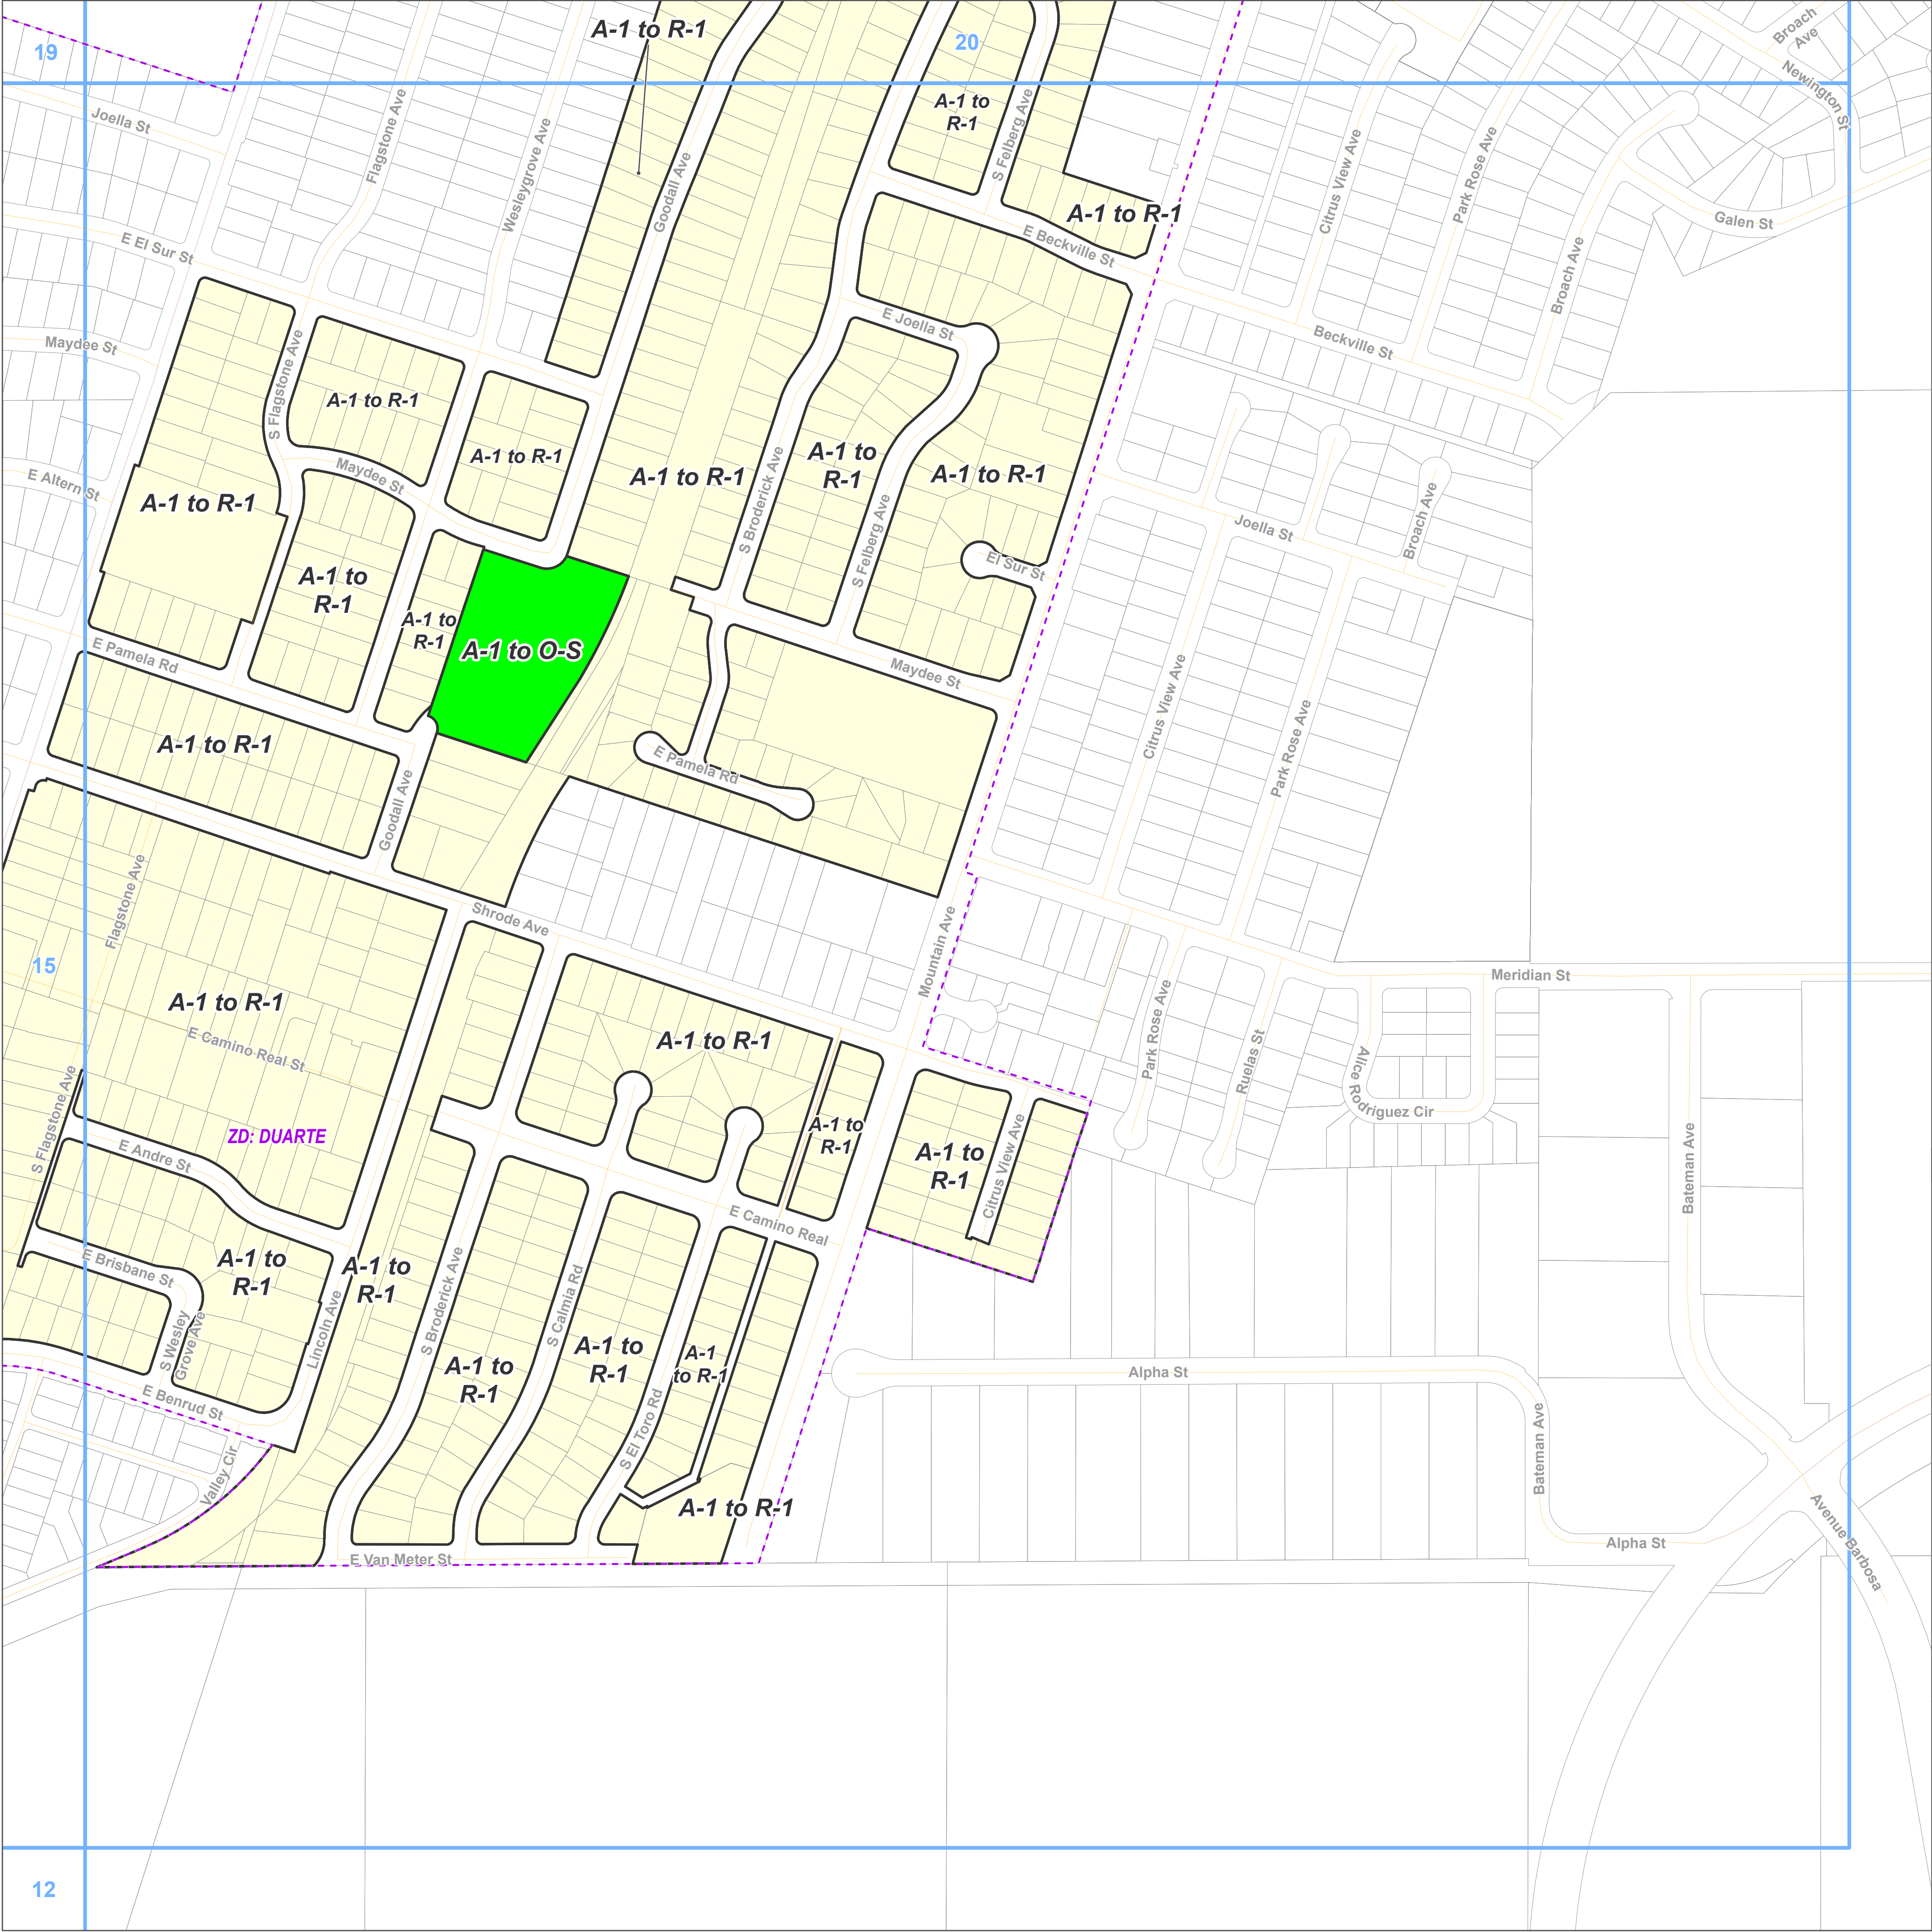 19
20
A-1 to R-1
Broach
Ave
Newington St
Joella St
Flagstone Ave
Wesleygrove Ave
Goodall Ave
A-1 to
R-1
S Felberg Ave
Citrus View Ave
Park Rose Ave
A-1 to R-1
Galen St
E El Sur St
E Beckville St
Broach Ave
Maydee St
S Flagstone Ave
E Joella St
Beckville St
A-1 to R-1
A-1 to R-1
Maydee St
A-1 to R-1
A-1 to
R-1
A-1 to R-1
E Altern St
A-1 to R-1
S Broderick Ave
S Felberg Ave
Joella St
Broach Ave
A-1 to
R-1
El Sur St
A-1 to
R-1
A-1 to O-S
E Pamela Rd
Maydee St
Citrus View Ave
Park Rose Ave
A-1 to R-1
E Pamela Rd
Goodall Ave
Flagstone Ave
Shrode Ave
Mountain Ave
15
Meridian St
A-1 to R-1
E Camino Real St
A-1 to R-1
Park Rose Ave
Ruelas St
Alice Rodriguez Cir
S Flagstone Ave
ZD: DUARTE
E Andre St
A-1 to
R-1
A-1 to
R-1
Citrus View Ave
Bateman Ave
E Camino Real
E Brisbane St
A-1 to
R-1
A-1 to
R-1
S Wesley
Grove Ave
Lincoln Ave
S Broderick Ave
S Calmia Rd
A-1 to
R-1
A-1 to
R-1
A-1
to R-1
Alpha St
E Benrud St
S El Toro Rd
Valley Cir
Bateman Ave
A-1 to R-1
E Van Meter St
Alpha St
Avenue Barbosa
12